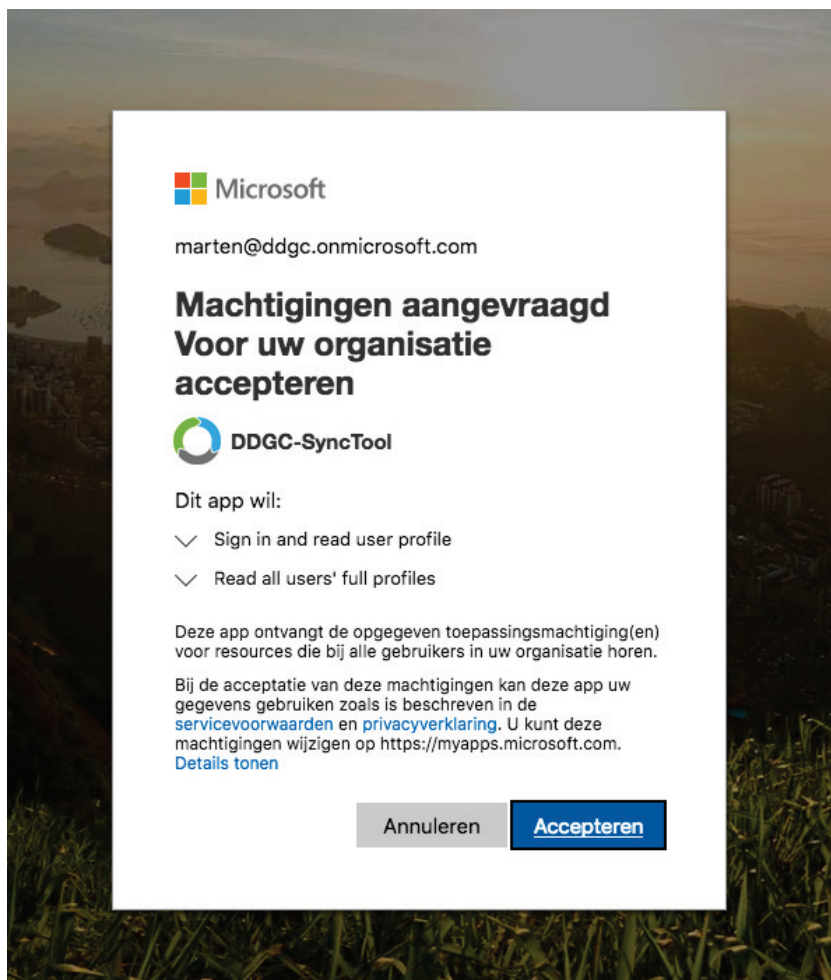 Microsoft
marten@ddgc.onmicrosoft.com
Machtigingen aangevraagd
Voor uw organisatie
accepteren
DDGC-SyncTool
Dit app wil:
Sign in and read user profile
Read all users' full profiles
Deze app ontvangt de opgegeven toepassingsmachtiging(en)
voor resources die bij alle gebruikers in uw organisatie horen.
Bij de acceptatie van deze machtigingen kan deze app uw
gegevens gebruiken zoals is beschreven in de
servicevoorwaarden en privacyverklaring. U kunt deze
machtigingen wijzigen op https://myapps.microsoft.com.
Details tonen
Annuleren Accepteren